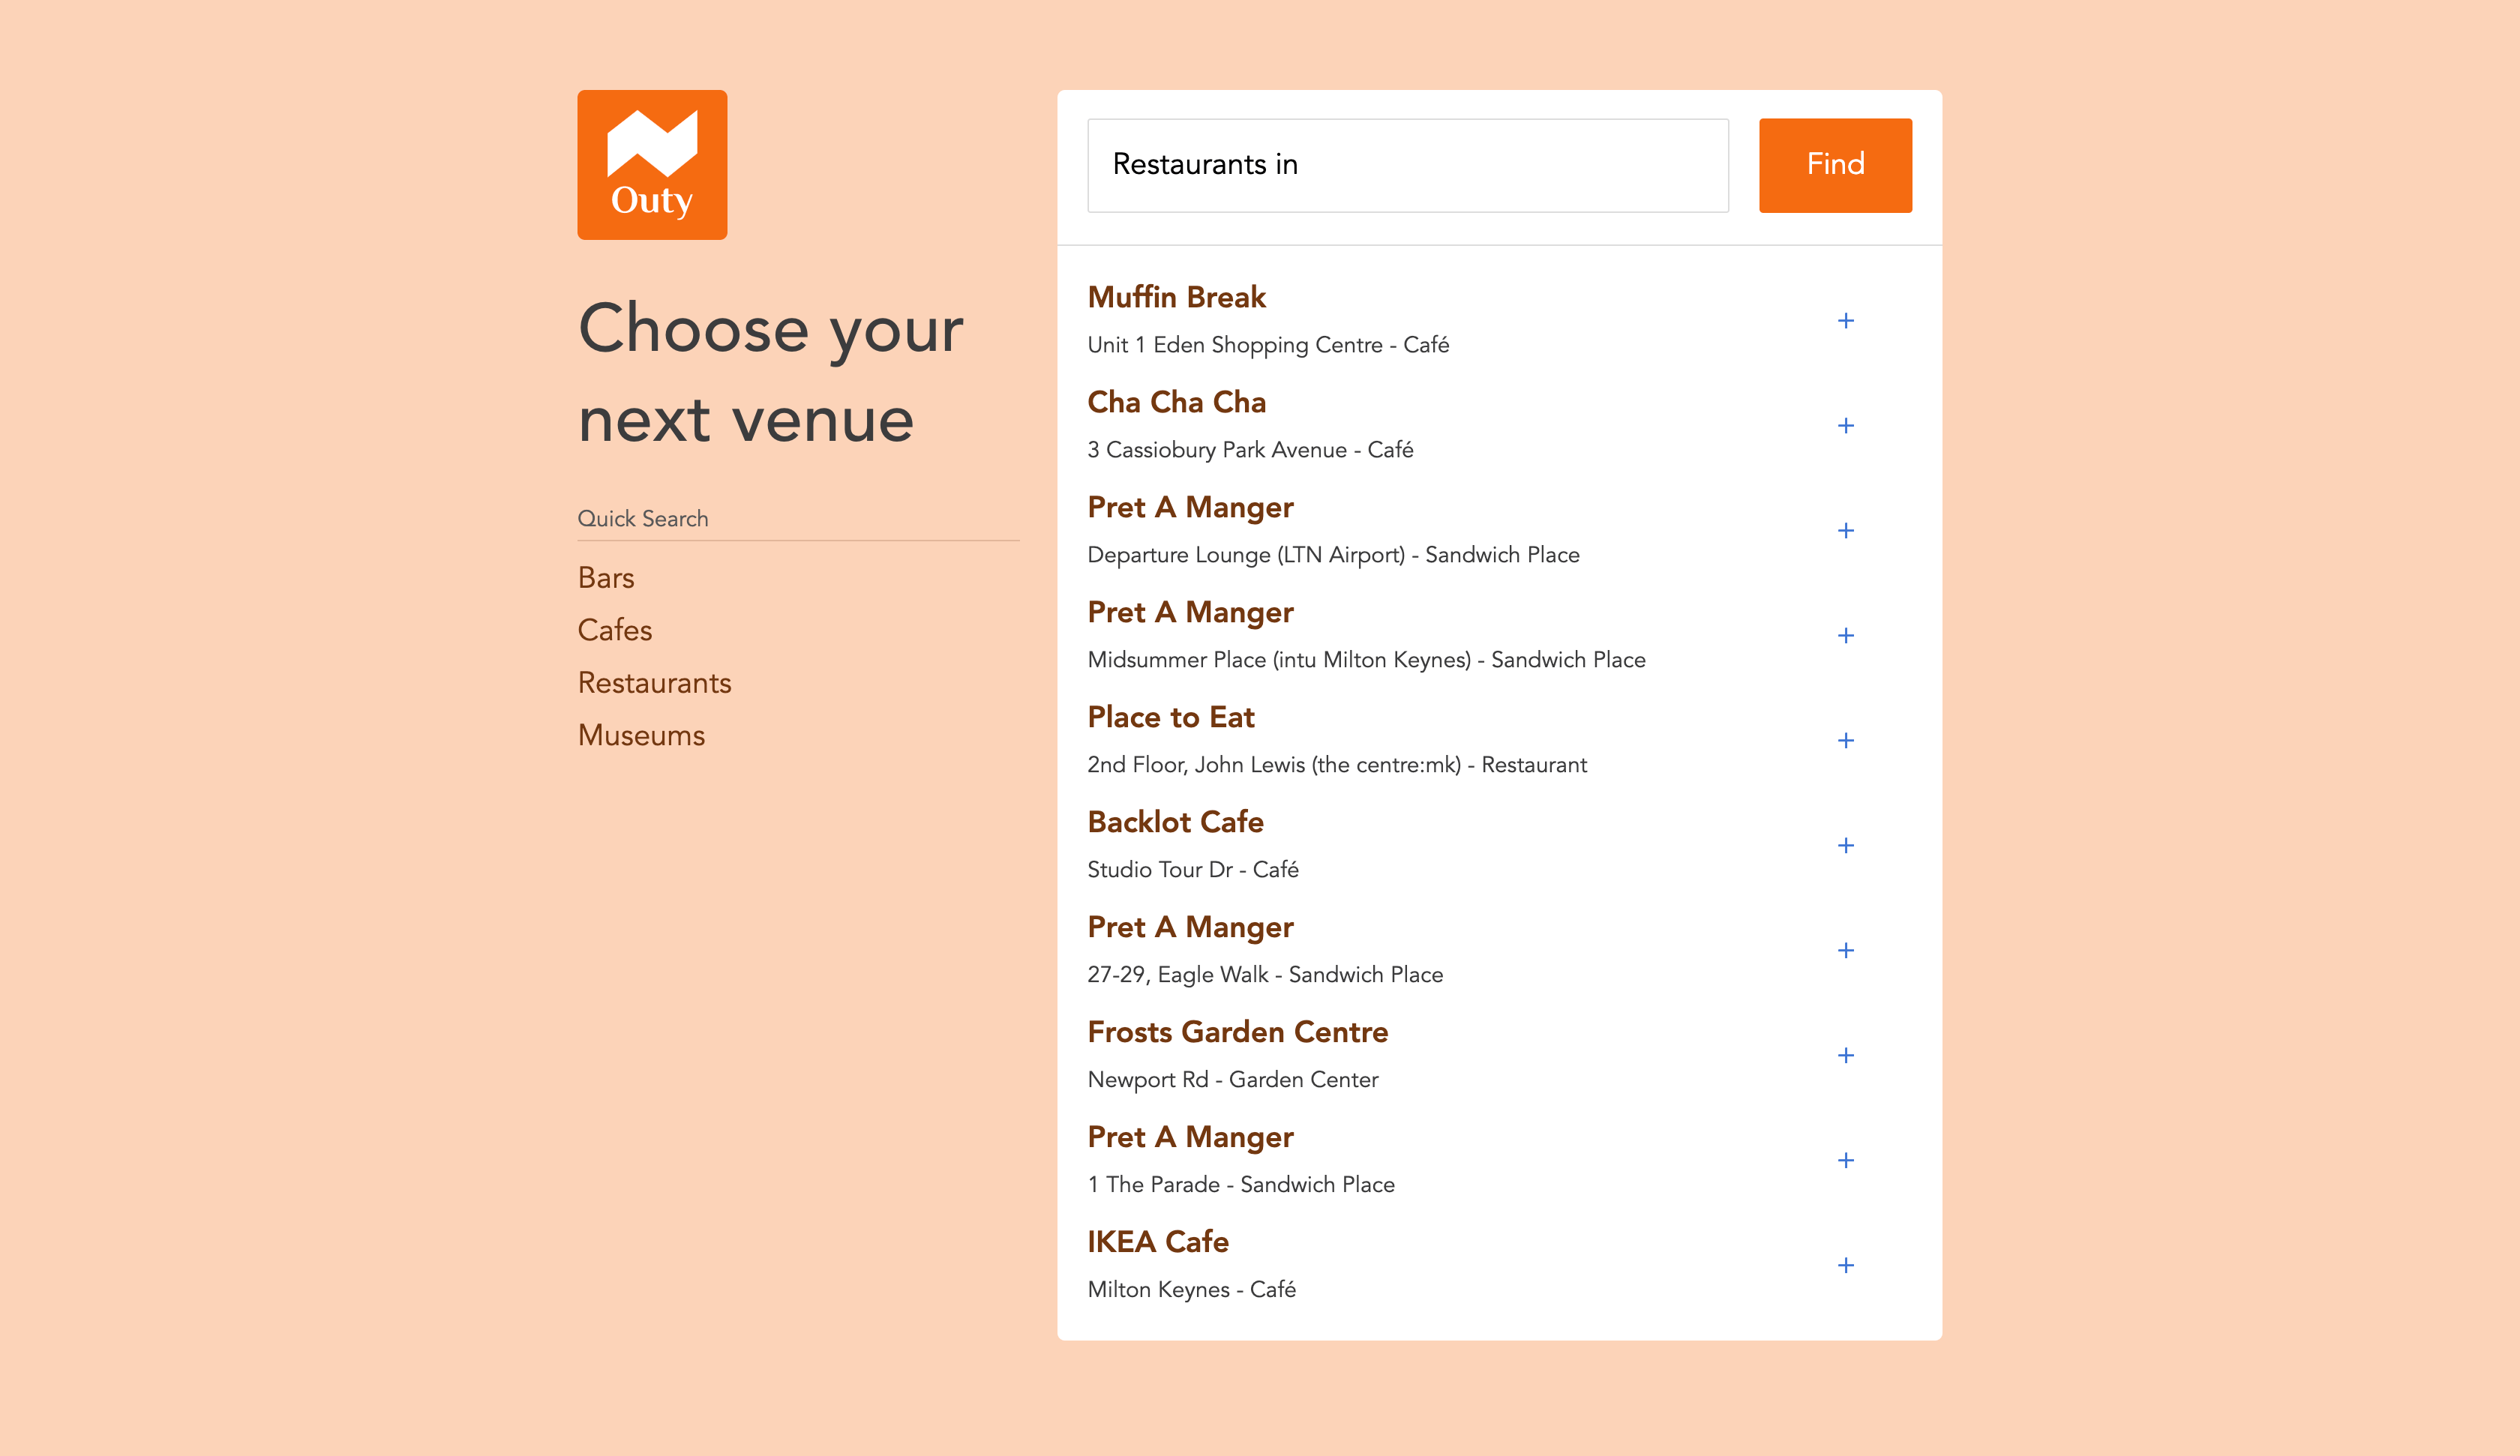 Outy
Choose your
next venue
Quick Search
Bars
Cafes
Restaurants
Museums
Restaurants in
Find
Muffin Break
Unit 1 Eden Shopping Centre - Café
+
Cha Cha Cha
3 Cassiobury Park Avenue - Café
+
Pret A Manger
Departure Lounge (LTN Airport) - Sandwich Place
+
Pret A Manger
Midsummer Place (intu Milton Keynes) - Sandwich Place
+
Place to Eat
2nd Floor, John Lewis (the centre:mk) - Restaurant
+
Backlot Cafe
Studio Tour Dr - Café
+
Pret A Manger
27-29, Eagle Walk - Sandwich Place
+
Frosts Garden Centre
Newport Rd - Garden Center
+
Pret A Manger
1 The Parade - Sandwich Place
+
IKEA Cafe
Milton Keynes - Café
+